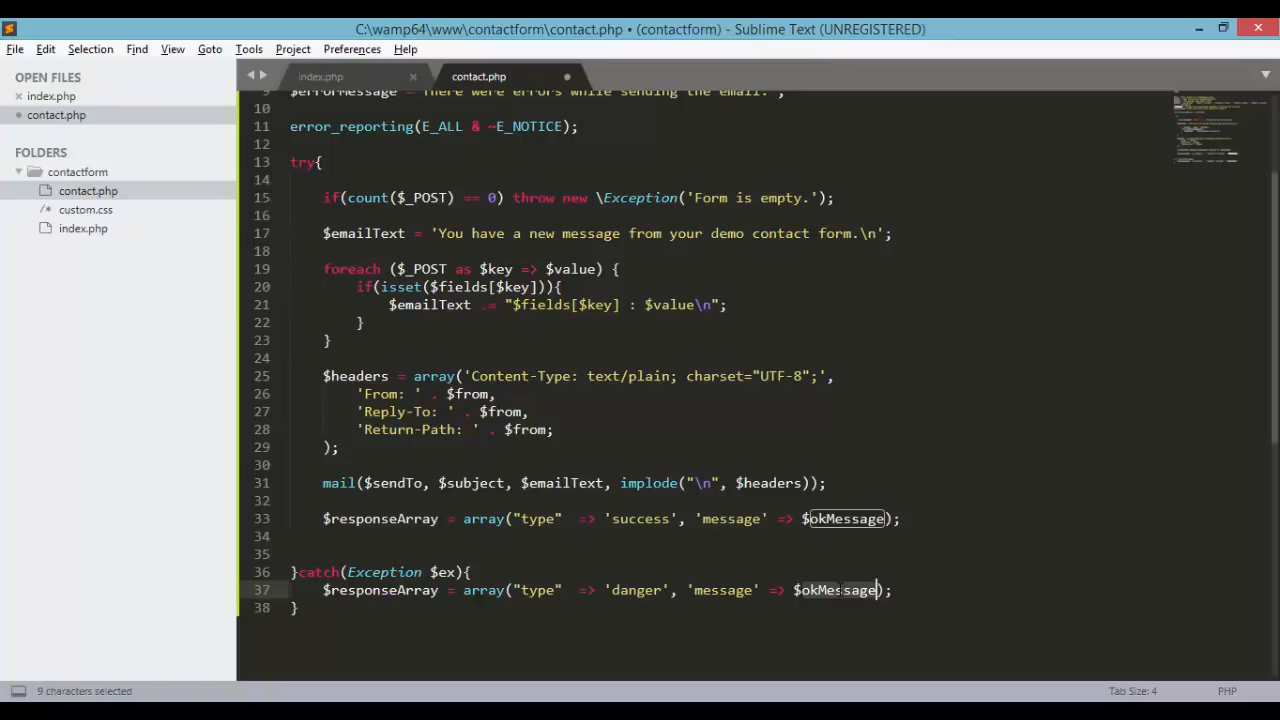 C:\wamp64\www\contactform\contact.php • (contactform) - Sublime Text (UNREGISTERED)
File Edit Selection Find View Goto Tools Project Preferences Help
OPEN FILES
index.php
contact.php
FOLDERS
contactform
contact.php
/* custom.css
index.php
index.php
contact.php
9 $errorMessage = 'There were errors while sending the email.';
10
11 error_reporting(E_ALL & ~E_NOTICE);
12
13 try{
14
15 if(count($_POST) == 0) throw new \Exception('Form is empty.');
16
17 $emailText = 'You have a new message from your demo contact form.\n';
18
19 foreach ($_POST as $key => $value) {
20 if(isset($fields[$key])){
21 $emailText .= "$fields[$key] : $value\n";
22 }
23 }
24
25 $headers = array('Content-Type: text/plain; charset="UTF-8";',
26 'From: ' . $from,
27 'Reply-To: ' . $from,
28 'Return-Path: ' . $from;
29 );
30
31 mail($sendTo, $subject, $emailText, implode("\n", $headers));
32
33 $responseArray = array("type" => 'success', 'message' => $okMessage);
34
35
36 }catch(Exception $ex){
37 $responseArray = array("type" => 'danger', 'message' => $okMessage);
38 }
9 characters selected
Tab Size: 4
PHP